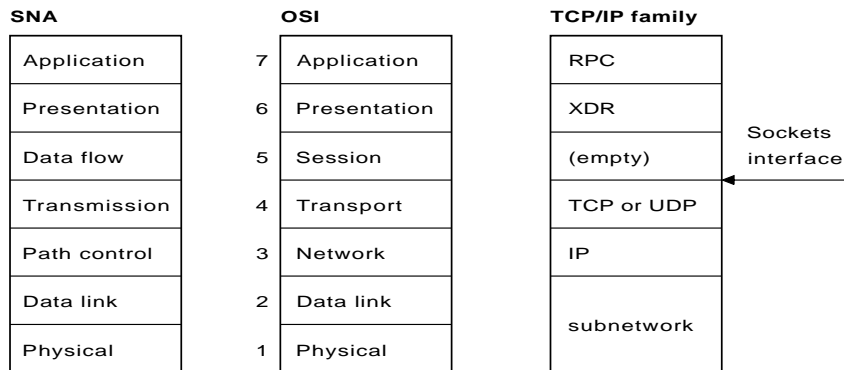 SNA OSI TCP/IP family
Application 7 Application RPC
Presentation 6 Presentation XDR
Sockets
Data flow 5 Session (empty) interface
Transmission 4 Transport TCP or UDP
Path control 3 Network IP
Data link 2 Data link
subnetwork
Physical 1 Physical